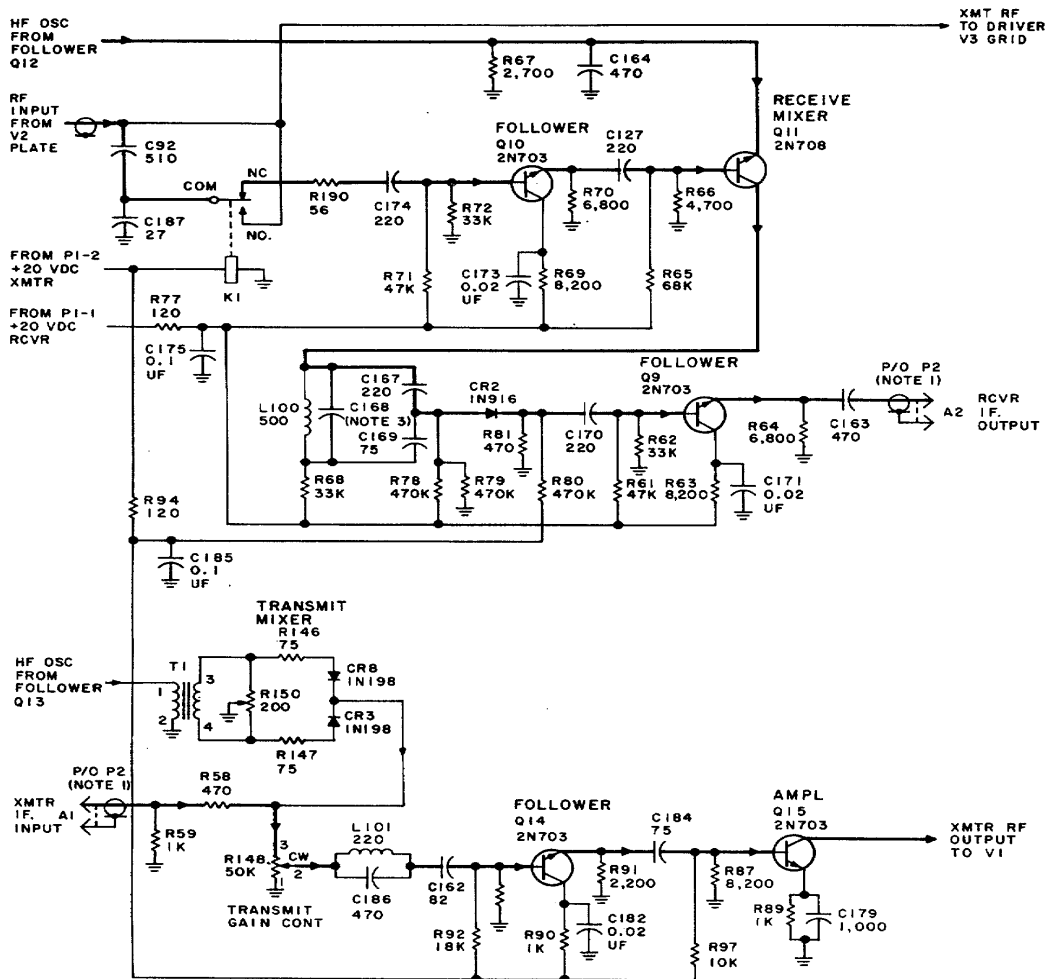 HF OSC
FROM
FOLLOWER
Q12
XMT RF
TO DRIVER
V3 GRID
R67
2,700
C164
470
RF
INPUT
FROM
V2
PLATE
C92
510
RECEIVE
MIXER
Q11
2N708
FOLLOWER
Q10
2N703
C127
220
COM
NC
NO.
R190
56
C174
220
R72
33K
R70
6,800
R66
4,700
C187
27
FROM P1-2
+20 VDC
XMTR
K1
R71
47K
C173
0.02
UF
R69
8,200
R65
68K
FROM P1-1
+20 VDC
RCVR
R77
120
C175
0.1
UF
FOLLOWER
Q9
2N703
P/O P2
(NOTE 1)
A2
RCVR
IF.
OUTPUT
L100
500
C167
220
C168
(NOTE 3)
C169
75
CR2
1N916
R81
470
C170
220
R62
33K
R64
6,800
C163
470
R68
33K
R78
470K
R79
470K
R80
470K
R61
47K
R63
8,200
C171
0.02
UF
R94
120
C185
0.1
UF
TRANSMIT
MIXER
R146
75
HF OSC
FROM
FOLLOWER
Q13
T1
1
2
3
4
R150
200
CR8
1N198
CR3
1N198
R147
75
P/O P2
(NOTE 1)
XMTR
IF.
INPUT
A1
R58
470
R59
1K
R148
50K
3
CW
2
1
TRANSMIT
GAIN CONT
L101
220
C186
470
C162
82
FOLLOWER
Q14
2N703
C184
75
AMPL
Q15
2N703
XMTR RF
OUTPUT
TO V1
R91
2,200
R87
8,200
R92
18K
R90
1K
C182
0.02
UF
R97
10K
R89
1K
C179
1,000